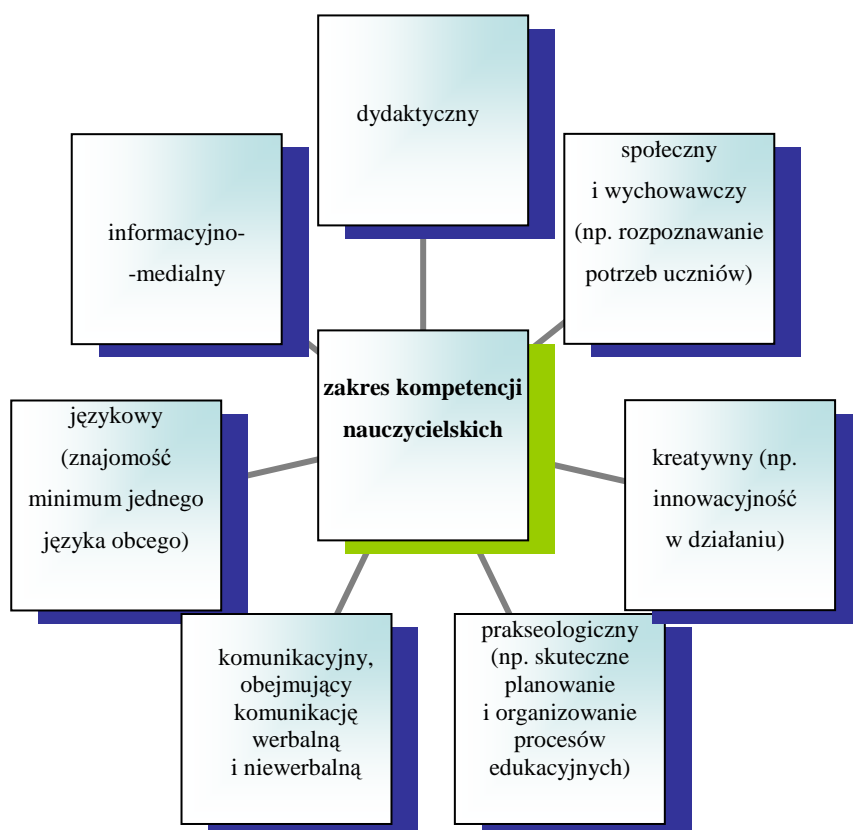 dydaktyczny
społeczny
i wychowawczy
(np. rozpoznawanie
potrzeb uczniów)
informacyjno-
-medialny
zakres kompetencji
nauczycielskich
językowy
(znajomość
minimum jednego
języka obcego)
kreatywny (np.
innowacyjność
w działaniu)
komunikacyjny,
obejmujący
komunikację
werbalną
i niewerbalną
prakseologiczny
(np. skuteczne
planowanie
i organizowanie
procesów
edukacyjnych)